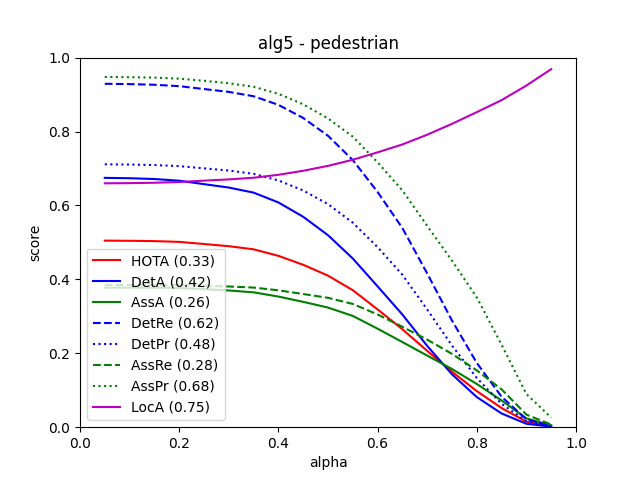 alg5 - pedestrian
1.0
0.8
0.6
0.4
0.2
0.0
score
HOTA (0.33)
DetA (0.42)
AssA (0.26)
DetRe (0.62)
DetPr (0.48)
AssRe (0.28)
AssPr (0.68)
LocA (0.75)
0.0 0.2 0.4 0.6 0.8 1.0
alpha